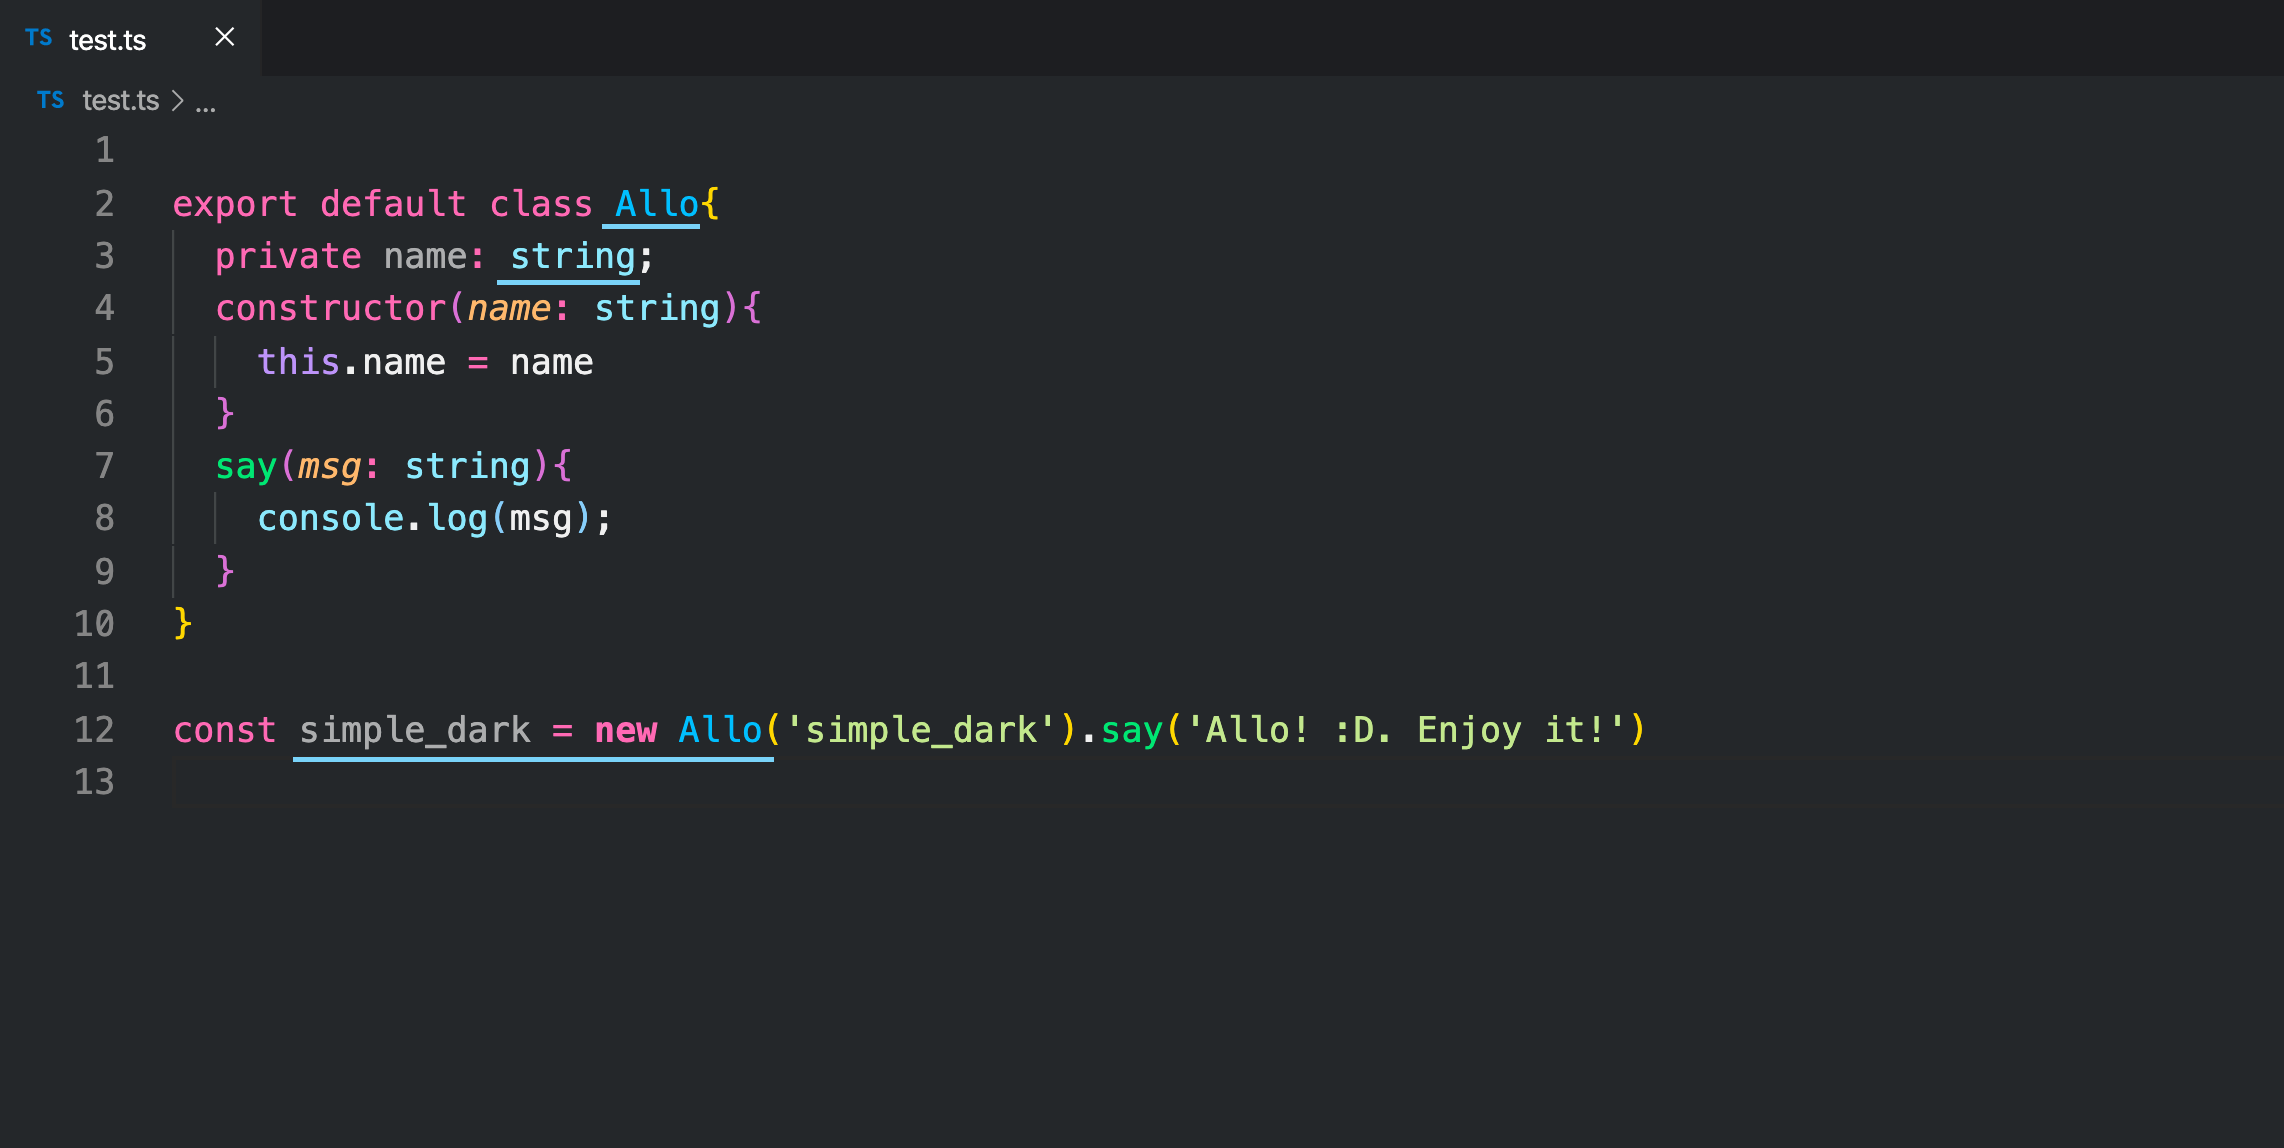 TS test.ts
TS test.ts > ...
1
2 export default class Allo{
3 private name: string;
4 constructor(name: string){
5 this.name = name
6 }
7 say(msg: string){
8 console.log(msg);
9 }
10 }
11
12 const simple_dark = new Allo('simple_dark').say('Allo! :D. Enjoy it!')
13